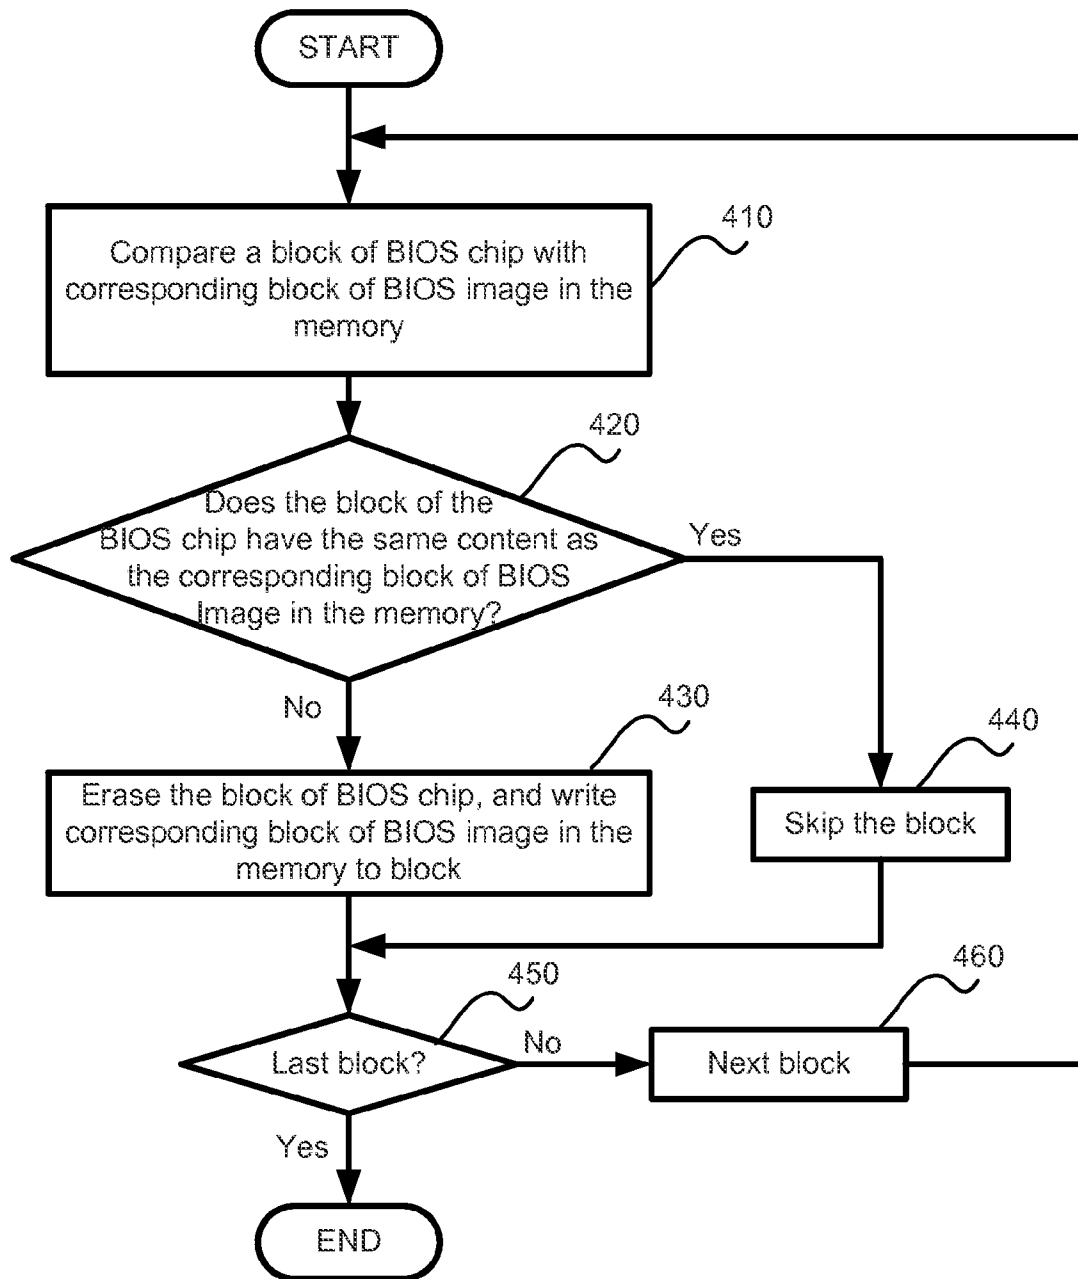 START
410
Compare a block of BIOS chip with
corresponding block of BIOS image in the
memory
420
Does the block of the
BIOS chip have the same content as
the corresponding block of BIOS
Image in the memory?
Yes
No
430
Erase the block of BIOS chip, and write
corresponding block of BIOS image in the
memory to block
440
Skip the block
450
Last block?
No
460
Next block
Yes
END